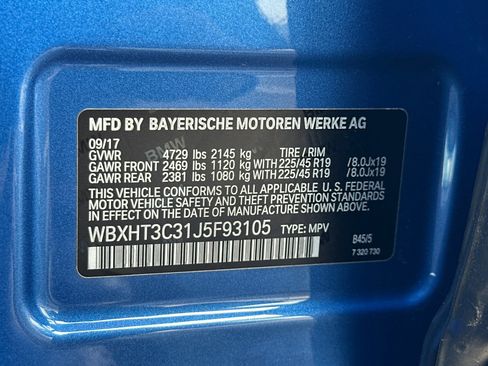 MFD BY BAYERISCHE MOTOREN WERKE AG
09/17
GVWR 4729 lbs 2145 kg TIRE / RIM
GAWR FRONT 2469 lbs 1120 kg WITH 225/45 R19 /8.0Jx19
GAWR REAR 2381 lbs 1080 kg WITH 225/45 R19 /8.0Jx19
THIS VEHICLE CONFORMS TO ALL APPLICABLE U. S. FEDERAL
MOTOR VEHICLE SAFETY AND THEFT PREVENTION STANDARDS
IN EFFECT ON THE DATE OF MANUFACTURE SHOWN ABOVE.
WBXHT3C31J5F93105 TYPE: MPV
B45/5
7 320 730